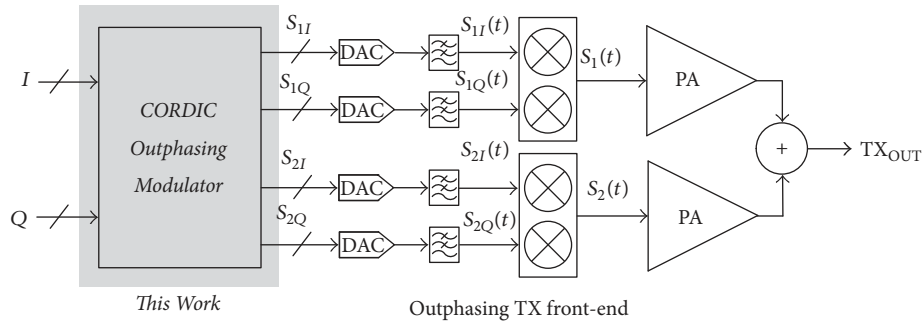 S1I
DAC
S1I(t)
I
S1Q
DAC
S1Q(t)
S1(t)
PA
CORDIC
Outphasing
Modulator
S2I
DAC
S2I(t)
+
TXOUT
Q
S2Q
DAC
S2Q(t)
S2(t)
PA
This Work
Outphasing TX front-end